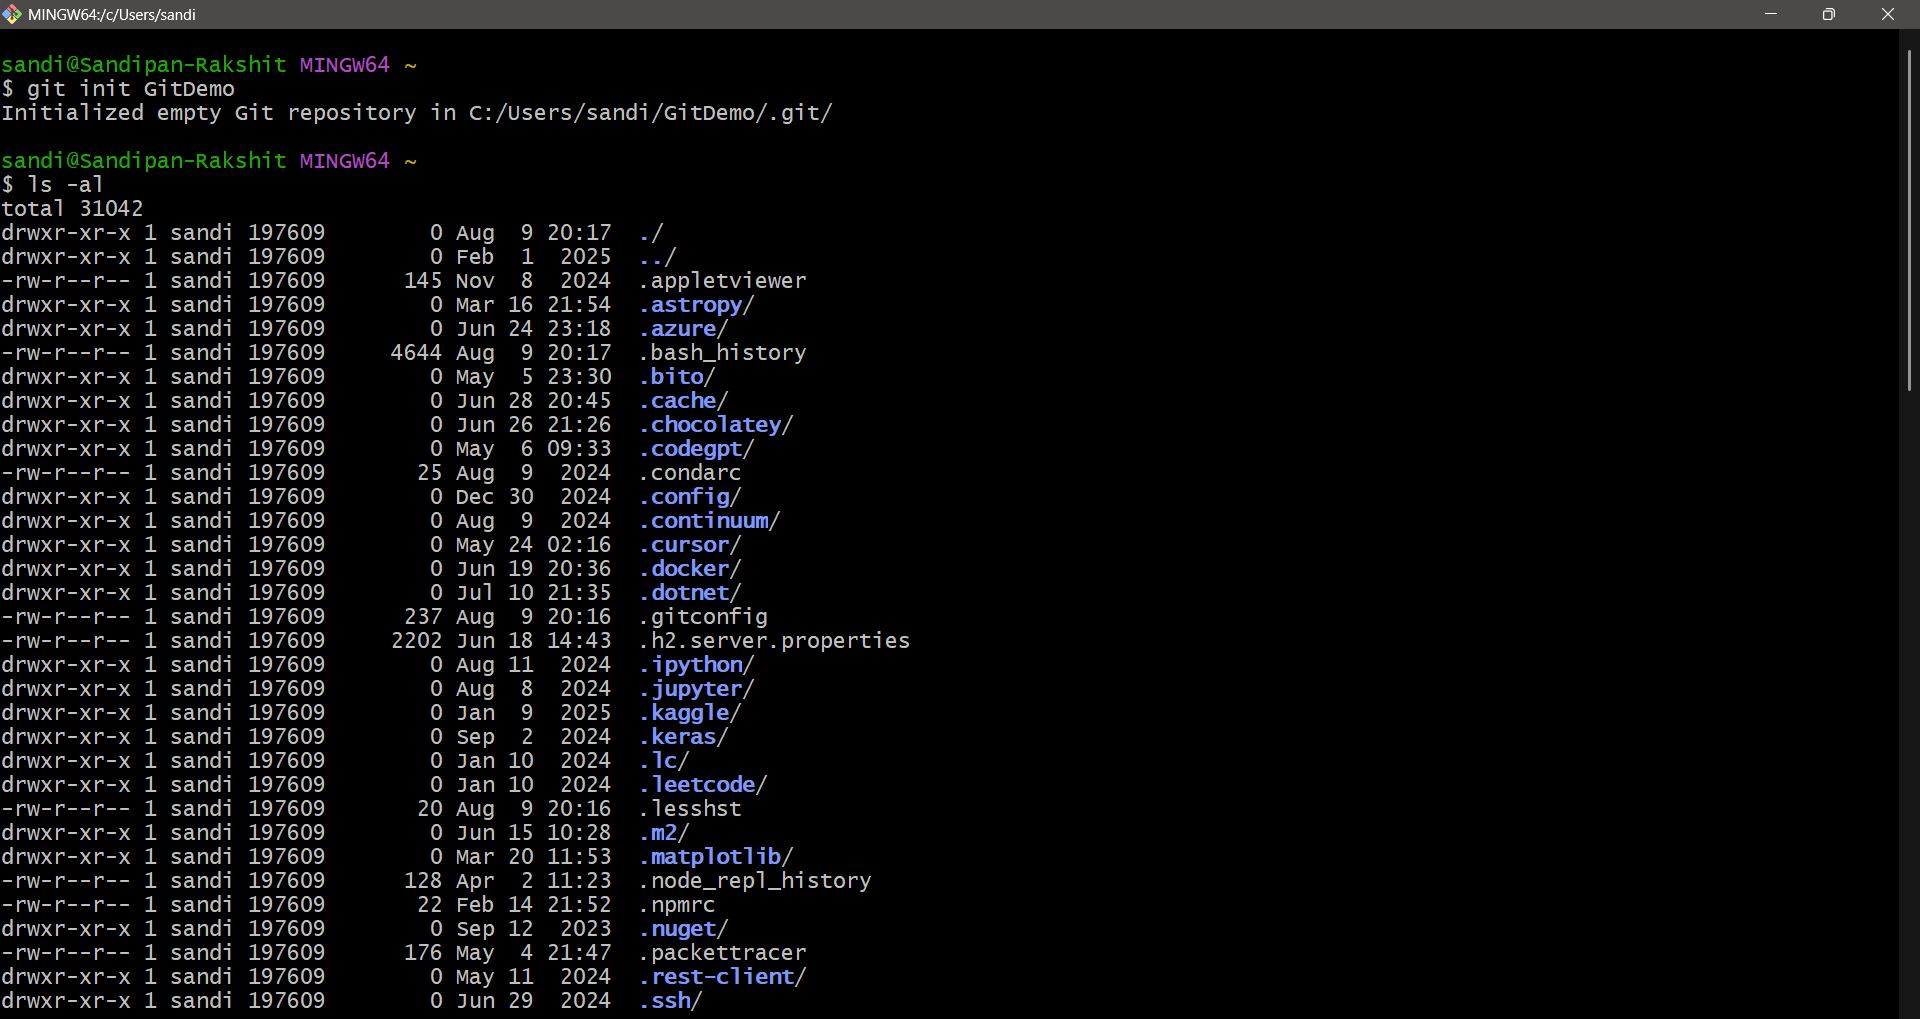 MINGW64:/c/Users/sandi
sandi@Sandipan-Rakshit MINGW64 ~
$ git init GitDemo
Initialized empty Git repository in C:/Users/sandi/GitDemo/.git/
sandi@Sandipan-Rakshit MINGW64 ~
$ ls -al
total 31042
drwxr-xr-x 1 sandi 197609        0 Aug  9 20:17  ./
drwxr-xr-x 1 sandi 197609        0 Feb  1  2025  ../
-rw-r--r-- 1 sandi 197609      145 Nov  8  2024  .appletviewer
drwxr-xr-x 1 sandi 197609        0 Mar 16 21:54  .astropy/
drwxr-xr-x 1 sandi 197609        0 Jun 24 23:18  .azure/
-rw-r--r-- 1 sandi 197609     4644 Aug  9 20:17  .bash_history
drwxr-xr-x 1 sandi 197609        0 May  5 23:30  .bito/
drwxr-xr-x 1 sandi 197609        0 Jun 28 20:45  .cache/
drwxr-xr-x 1 sandi 197609        0 Jun 26 21:26  .chocolatey/
drwxr-xr-x 1 sandi 197609        0 May  6 09:33  .codegpt/
-rw-r--r-- 1 sandi 197609       25 Aug  9  2024  .condarc
drwxr-xr-x 1 sandi 197609        0 Dec 30  2024  .config/
drwxr-xr-x 1 sandi 197609        0 Aug  9  2024  .continuum/
drwxr-xr-x 1 sandi 197609        0 May 24 02:16  .cursor/
drwxr-xr-x 1 sandi 197609        0 Jun 19 20:36  .docker/
drwxr-xr-x 1 sandi 197609        0 Jul 10 21:35  .dotnet/
-rw-r--r-- 1 sandi 197609      237 Aug  9 20:16  .gitconfig
-rw-r--r-- 1 sandi 197609     2202 Jun 18 14:43  .h2.server.properties
drwxr-xr-x 1 sandi 197609        0 Aug 11  2024  .ipython/
drwxr-xr-x 1 sandi 197609        0 Aug  8  2024  .jupyter/
drwxr-xr-x 1 sandi 197609        0 Jan  9  2025  .kaggle/
drwxr-xr-x 1 sandi 197609        0 Sep  2  2024  .keras/
drwxr-xr-x 1 sandi 197609        0 Jan 10  2024  .lc/
drwxr-xr-x 1 sandi 197609        0 Jan 10  2024  .leetcode/
-rw-r--r-- 1 sandi 197609       20 Aug  9 20:16  .lesshst
drwxr-xr-x 1 sandi 197609        0 Jun 15 10:28  .m2/
drwxr-xr-x 1 sandi 197609        0 Mar 20 11:53  .matplotlib/
-rw-r--r-- 1 sandi 197609      128 Apr  2 11:23  .node_repl_history
-rw-r--r-- 1 sandi 197609       22 Feb 14 21:52  .npmrc
drwxr-xr-x 1 sandi 197609        0 Sep 12  2023  .nuget/
-rw-r--r-- 1 sandi 197609      176 May  4 21:47  .packettracer
drwxr-xr-x 1 sandi 197609        0 May 11  2024  .rest-client/
drwxr-xr-x 1 sandi 197609        0 Jun 29  2024  .ssh/